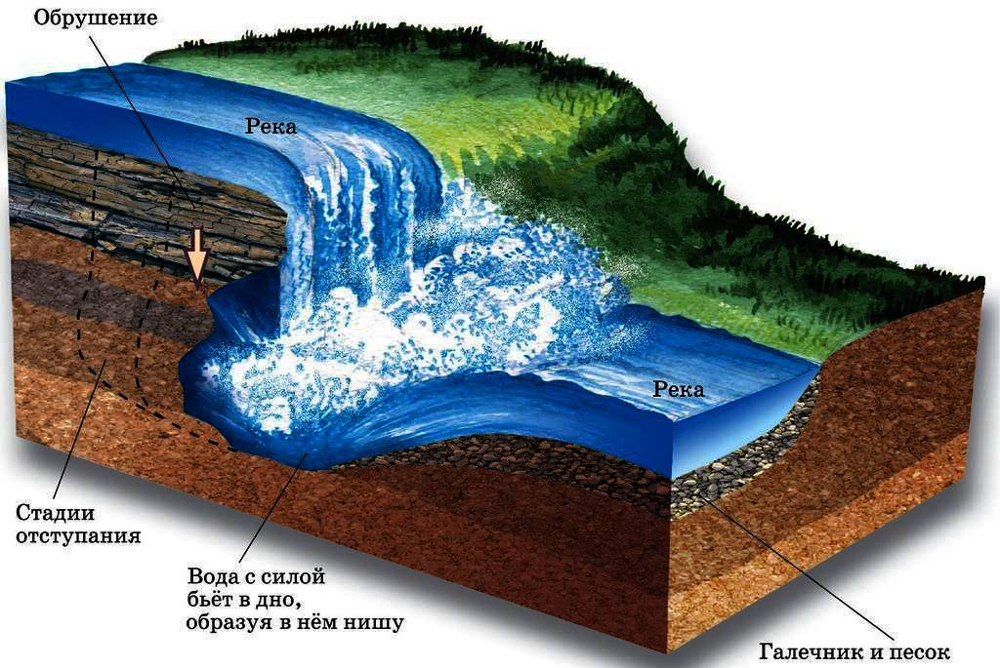 Обрушение
Река
Река
Стадии
отступания
Вода с силой
бьёт в дно,
образуя в нём нишу
Галечник и песок